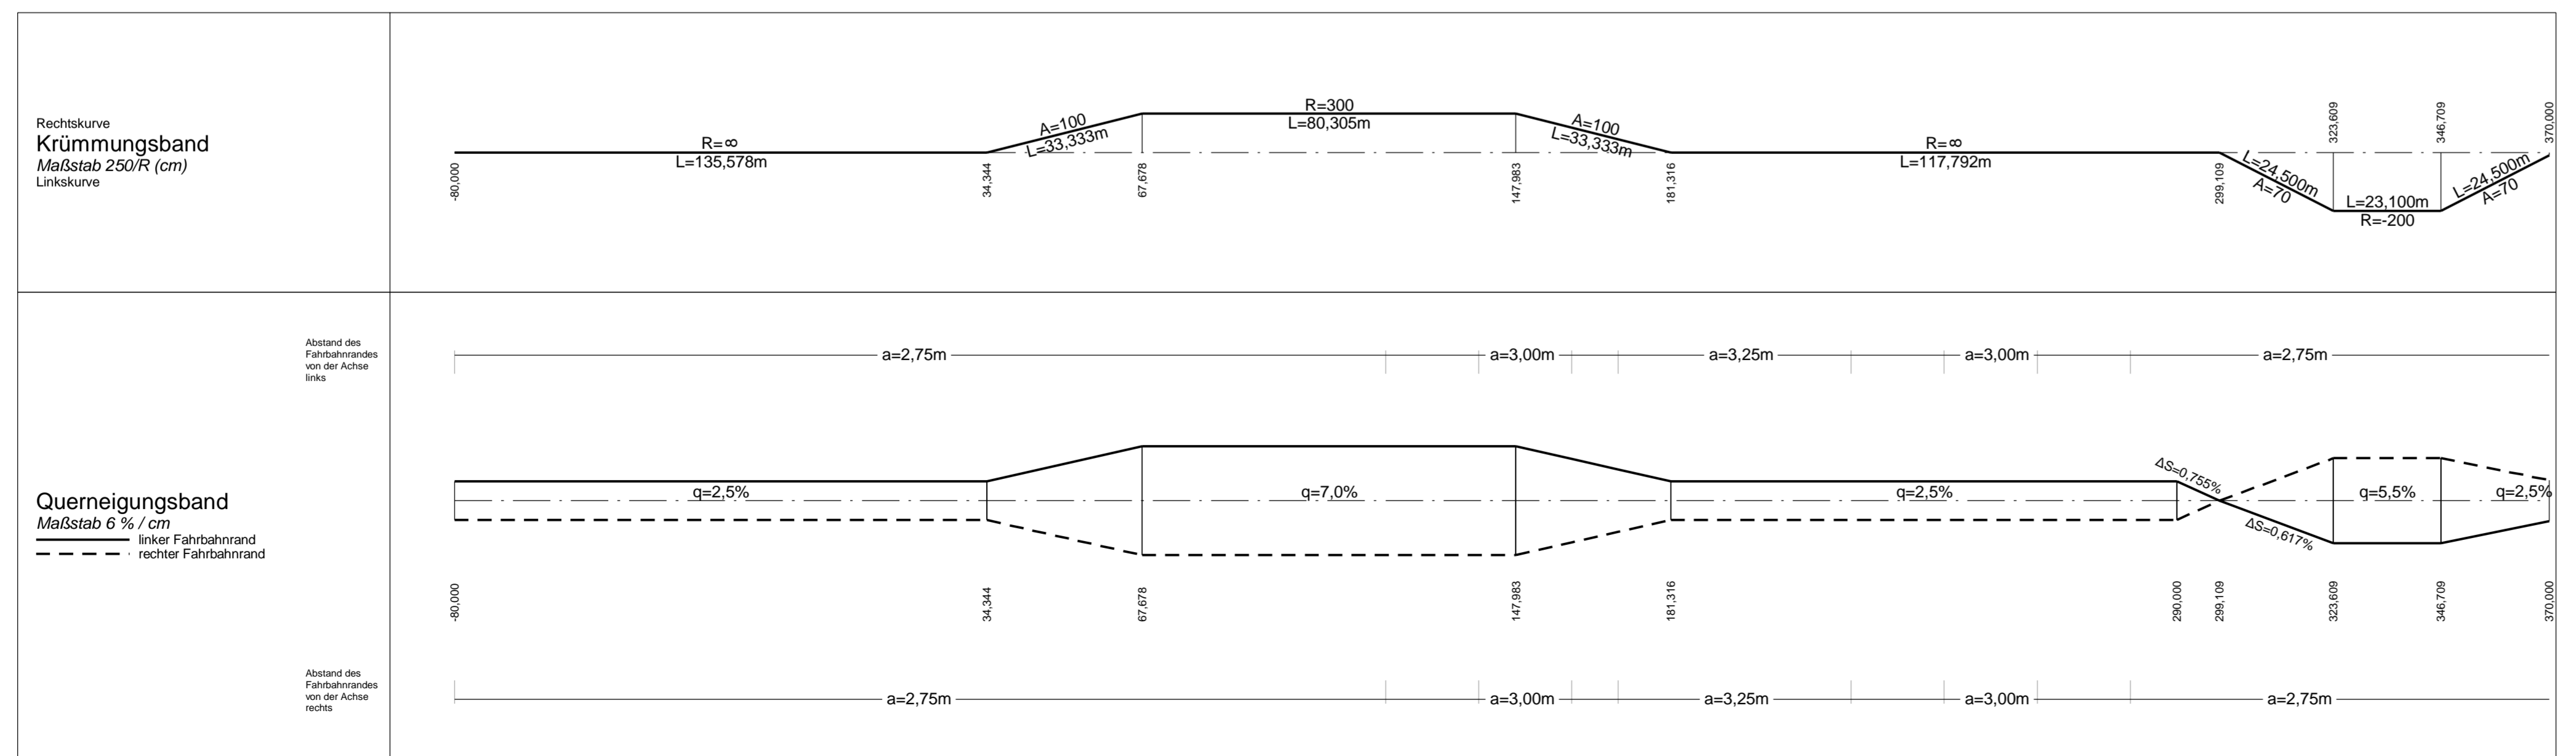 Rechtskurve
Krümmungsband
Maßstab 250/R (cm)
Linkskurve
R=∞
L=135,578m
A=100
L=33,333m
R=300
L=80,305m
A=100
L=33,333m
R=∞
L=117,792m
L=24,500m
A=70
L=23,100m
R=-200
L=24,500m
A=70
-80,000
34,344
67,678
147,983
181,316
299,109
323,609
346,709
370,000
Abstand des
Fahrbahnrandes
von der Achse
links
a=2,75m
a=3,00m
a=3,25m
a=3,00m
a=2,75m
Querneigungsband
Maßstab 6 % / cm
linker Fahrbahnrand
rechter Fahrbahnrand
q=2,5%
q=7,0%
q=2,5%
ΔS=0,755%
ΔS=0,617%
q=5,5%
q=2,5%
-80,000
34,344
67,678
147,983
181,316
290,000
299,109
323,609
346,709
370,000
Abstand des
Fahrbahnrandes
von der Achse
rechts
a=2,75m
a=3,00m
a=3,25m
a=3,00m
a=2,75m